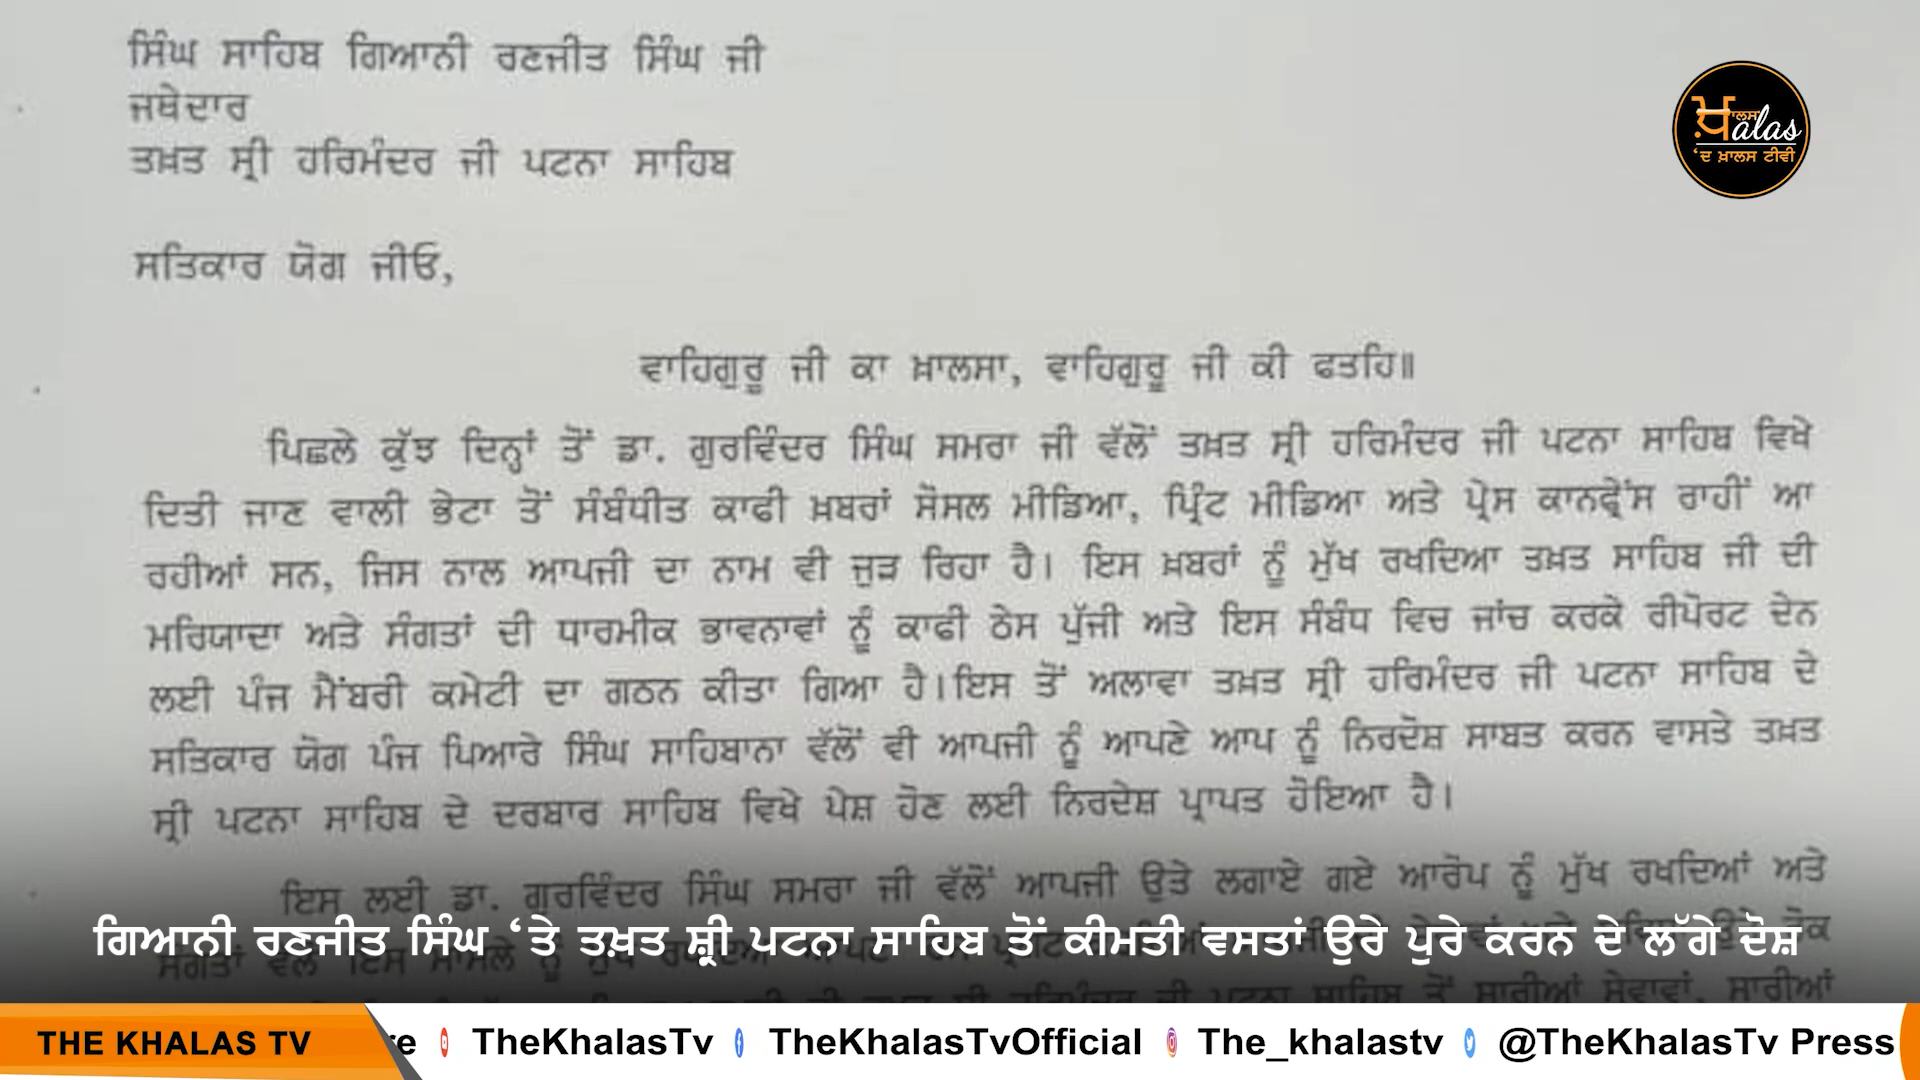 ਸਿੰਘ ਸਾਹਿਬ ਗਿਆਨੀ ਰਣਜੀਤ ਸਿੰਘ ਜੀ
ਜਥੇਦਾਰ
ਤਖ਼ਤ ਸ੍ਰੀ ਹਰਿਮੰਦਰ ਜੀ ਪਟਨਾ ਸਾਹਿਬ
ਖ਼ਾਲਸ alas
‘ਦ ਖ਼ਾਲਸ ਟੀਵੀ
ਸਤਿਕਾਰ ਯੋਗ ਜੀਓ,
ਵਾਹਿਗੁਰੂ ਜੀ ਕਾ ਖ਼ਾਲਸਾ, ਵਾਹਿਗੁਰੂ ਜੀ ਕੀ ਫਤਹਿ॥
ਪਿਛਲੇ ਕੁੱਝ ਦਿਨ੍ਹਾਂ ਤੋਂ ਡਾ. ਗੁਰਵਿੰਦਰ ਸਿੰਘ ਸਮਰਾ ਜੀ ਵੱਲੋਂ ਤਖ਼ਤ ਸ੍ਰੀ ਹਰਿਮੰਦਰ ਜੀ ਪਟਨਾ ਸਾਹਿਬ ਵਿਖੇ
ਦਿਤੀ ਜਾਣ ਵਾਲੀ ਭੇਟਾ ਤੋਂ ਸੰਬੰਧੀਤ ਕਾਫੀ ਖ਼ਬਰਾਂ ਸੋਸਲ ਮੀਡਿਆ, ਪ੍ਰਿੰਟ ਮੀਡਿਆ ਅਤੇ ਪ੍ਰੇਸ ਕਾਨਫ੍ਰੇਂਸ ਰਾਹੀਂ ਆ
ਰਹੀਆਂ ਸਨ, ਜਿਸ ਨਾਲ ਆਪਜੀ ਦਾ ਨਾਮ ਵੀ ਜੁੜ ਰਿਹਾ ਹੈ। ਇਸ ਖ਼ਬਰਾਂ ਨੂੰ ਮੁੱਖ ਰਖਦਿਆ ਤਖ਼ਤ ਸਾਹਿਬ ਜੀ ਦੀ
ਮਰਿਯਾਦਾ ਅਤੇ ਸੰਗਤਾਂ ਦੀ ਧਾਰਮੀਕ ਭਾਵਨਾਵਾਂ ਨੂੰ ਕਾਫੀ ਠੇਸ ਪੁੱਜੀ ਅਤੇ ਇਸ ਸੰਬੰਧ ਵਿਚ ਜਾਂਚ ਕਰਕੇ ਰੀਪੋਰਟ ਦੇਨ
ਲਈ ਪੰਜ ਮੈਂਬਰੀ ਕਮੇਟੀ ਦਾ ਗਠਨ ਕੀਤਾ ਗਿਆ ਹੈ।ਇਸ ਤੋਂ ਅਲਾਵਾ ਤਖ਼ਤ ਸ੍ਰੀ ਹਰਿਮੰਦਰ ਜੀ ਪਟਨਾ ਸਾਹਿਬ ਦੇ
ਸਤਿਕਾਰ ਯੋਗ ਪੰਜ ਪਿਆਰੇ ਸਿੰਘ ਸਾਹਿਬਾਨਾ ਵੱਲੋਂ ਵੀ ਆਪਜੀ ਨੂੰ ਆਪਣੇ ਆਪ ਨੂੰ ਨਿਰਦੋਸ਼ ਸਾਬਤ ਕਰਨ ਵਾਸਤੇ ਤਖ਼ਤ
ਸ੍ਰੀ ਪਟਨਾ ਸਾਹਿਬ ਦੇ ਦਰਬਾਰ ਸਾਹਿਬ ਵਿਖੇ ਪੇਸ਼ ਹੋਣ ਲਈ ਨਿਰਦੇਸ਼ ਪ੍ਰਾਪਤ ਹੋਇਆ ਹੈ।
ਇਸ ਲਈ ਡਾ. ਗੁਰਵਿੰਦਰ ਸਿੰਘ ਸਮਰਾ ਜੀ ਵੱਲੋਂ ਆਪਜੀ ਉਤੇ ਲਗਾਏ ਗਏ ਆਰੋਪ ਨੂੰ ਮੁੱਖ ਰਖਦਿਆਂ ਅਤੇ
ਗਿਆਨੀ ਰਣਜੀਤ ਸਿੰਘ ‘ਤੇ ਤਖ਼ਤ ਸ਼੍ਰੀ ਪਟਨਾ ਸਾਹਿਬ ਤੋਂ ਕੀਮਤੀ ਵਸਤਾਂ ਉਰੇ ਪੁਰੇ ਕਰਨ ਦੇ ਲੱਗੇ ਦੋਸ਼
ਪਟਨਾ ਸਾਹਿਬ ਤੋਂ ਸਾਰੀਆਂ ਸੇਵਾਵਾਂ, ਸਾਰੀਆਂ
THE KHALAS TV re TheKhalasTv TheKhalasTvOfficial The_khalastv @TheKhalasTv Press